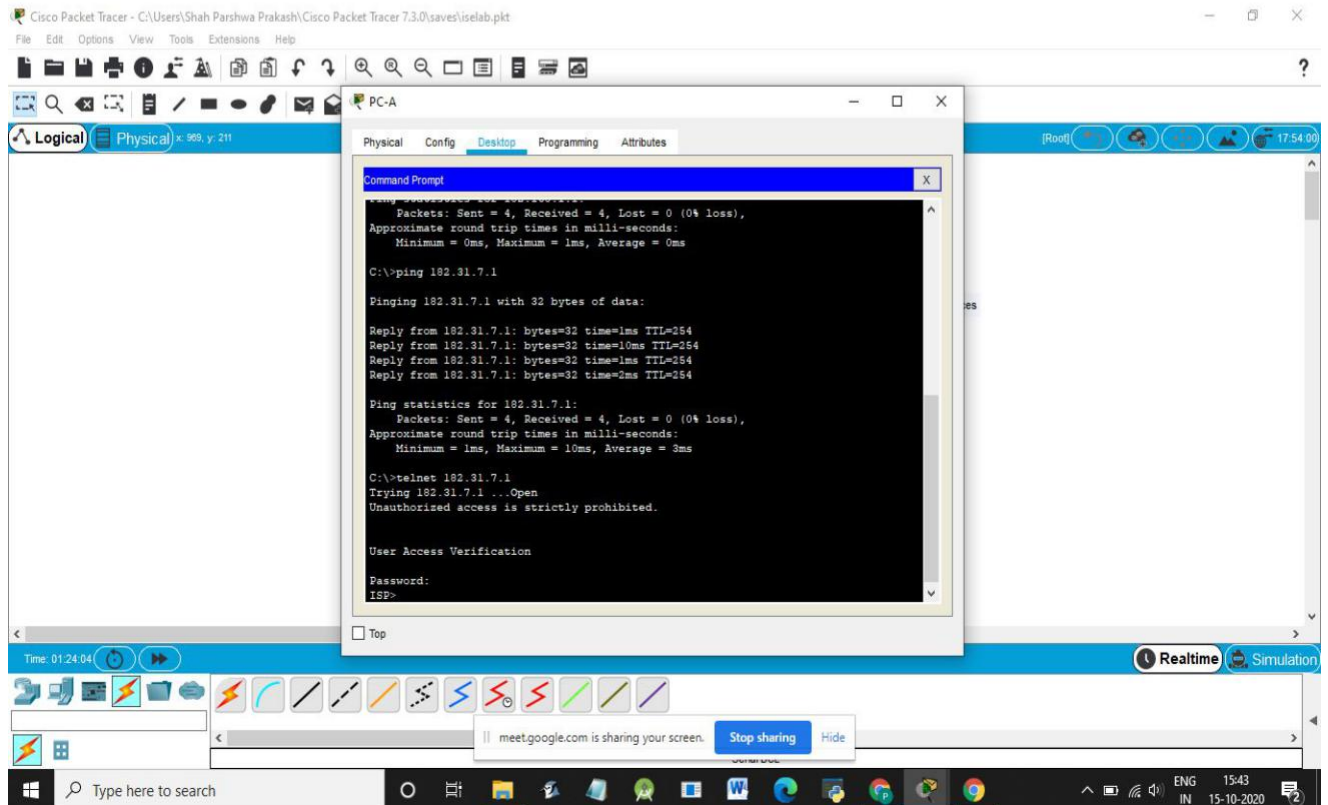 Cisco Packet Tracer - C:\Users\Shah Parshwa Prakash\Cisco Packet Tracer 7.3.0\saves\iselab.pkt
File Edit Options View Tools Extensions Help
?
PC-A
Logical Physical x: 969, y: 211
[Root] 17:54:00
Physical Config Desktop Programming Attributes
Command Prompt X
Packets: Sent = 4, Received = 4, Lost = 0 (0% loss),
Approximate round trip times in milli-seconds:
Minimum = 0ms, Maximum = 1ms, Average = 0ms
C:\>ping 182.31.7.1
Pinging 182.31.7.1 with 32 bytes of data:
Reply from 182.31.7.1: bytes=32 time=1ms TTL=254
Reply from 182.31.7.1: bytes=32 time=10ms TTL=254
Reply from 182.31.7.1: bytes=32 time=1ms TTL=254
Reply from 182.31.7.1: bytes=32 time=2ms TTL=254
Ping statistics for 182.31.7.1:
Packets: Sent = 4, Received = 4, Lost = 0 (0% loss),
Approximate round trip times in milli-seconds:
Minimum = 1ms, Maximum = 10ms, Average = 3ms
C:\>telnet 182.31.7.1
Trying 182.31.7.1 ...Open
Unauthorized access is strictly prohibited.
User Access Verification
Password:
ISP>
Top
Time: 01:24:04
Realtime Simulation
meet.google.com is sharing your screen. Stop sharing Hide
Type here to search
ENG 15:43
IN 15-10-2020
2